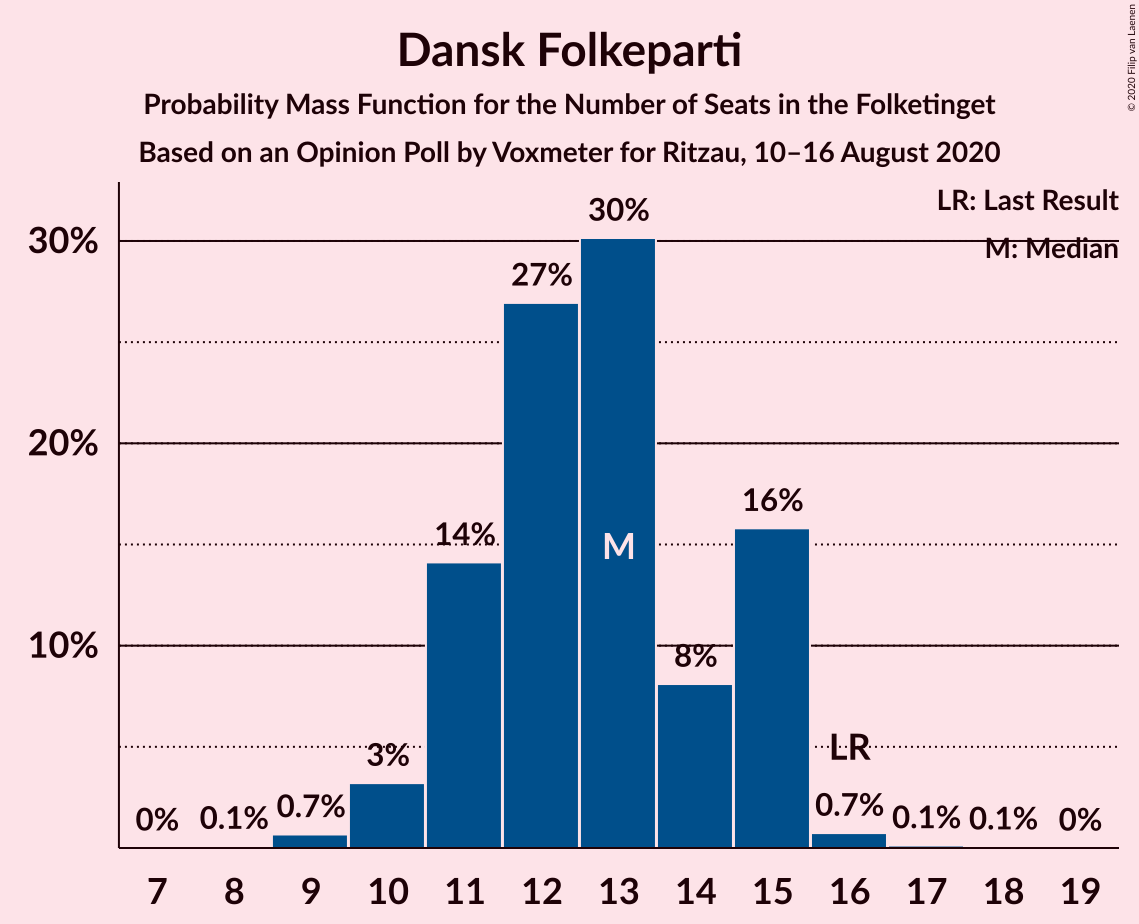 Dansk Folkeparti
Probability Mass Function for the Number of Seats in the Folketinget
Based on an Opinion Poll by Voxmeter for Ritzau, 10–16 August 2020
© 2020 Filip van Laenen
LR: Last Result
M: Median
30%
20%
10%
0%
0.1%
0.7%
3%
14%
27%
30%
M
8%
16%
LR
0.7%
0.1%
0.1%
0%
7 8 9 10 11 12 13 14 15 16 17 18 19